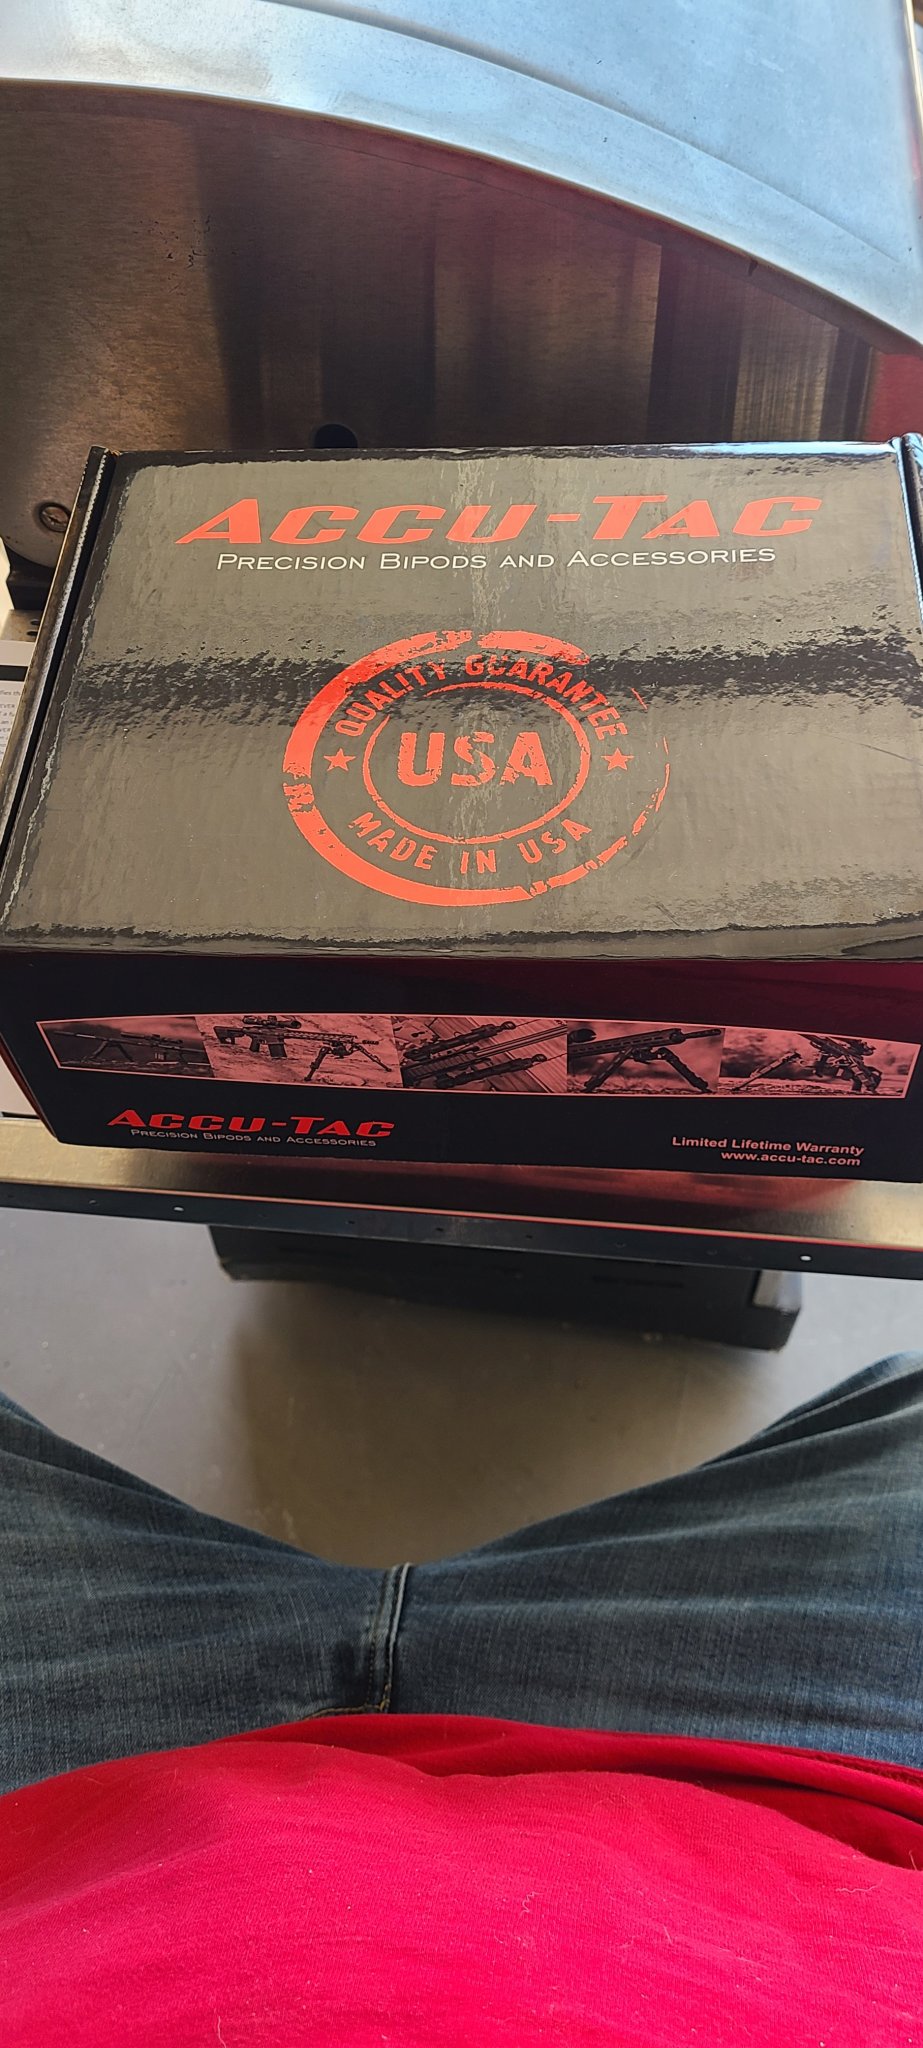 ACCU-TAC
PRECISION BIPODS AND ACCESSORIES
QUALITY GUARANTEE
USA
MADE IN USA
ACCU-TAC
PRECISION BIPODS AND ACCESSORIES
Limited Lifetime Warranty
www.accu-tac.com